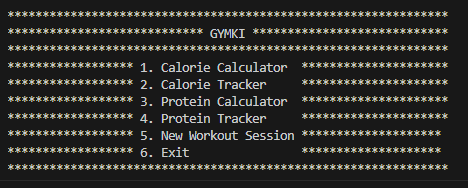 ***************************************************************
**************************** GYMKI ****************************
***************************************************************
****************** 1. Calorie Calculator  *********************
****************** 2. Calorie Tracker     *********************
****************** 3. Protein Calculator  *********************
****************** 4. Protein Tracker     *********************
****************** 5. New Workout Session ********************
****************** 6. Exit                ********************
***************************************************************